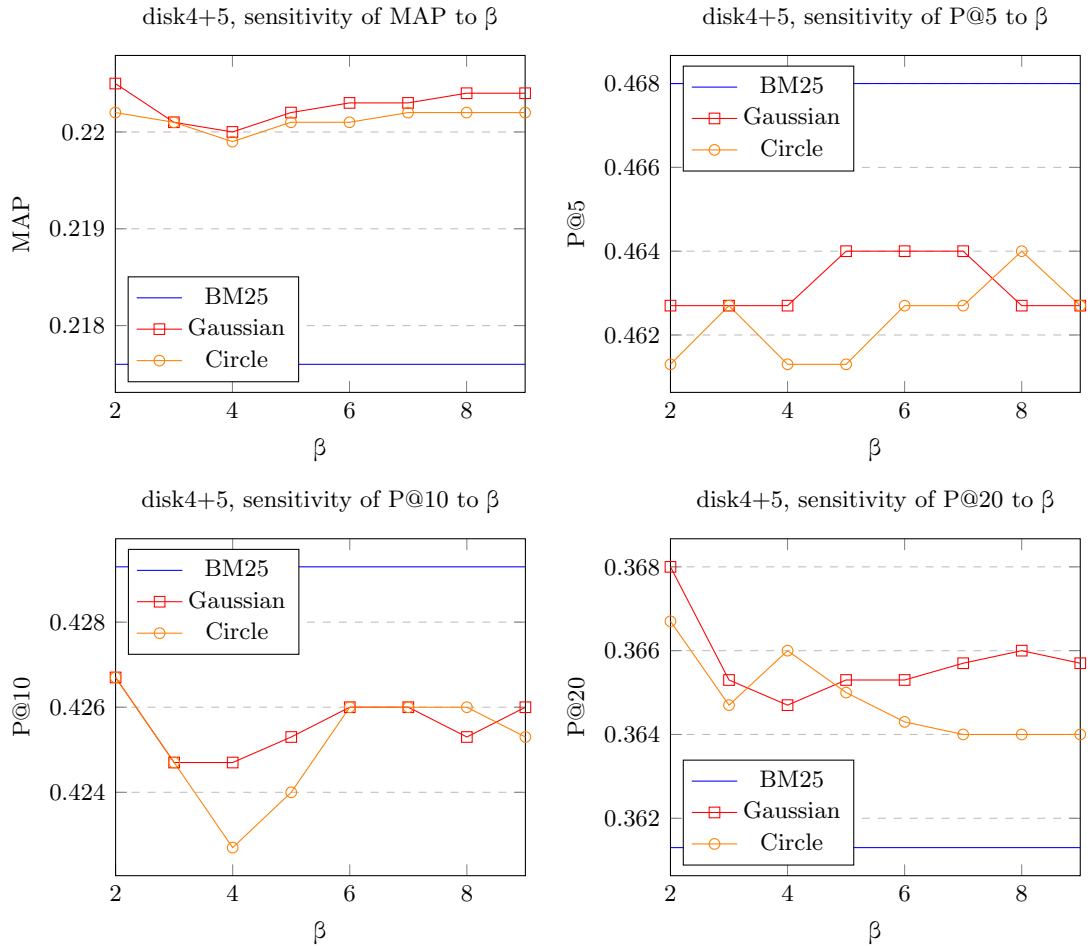 disk4+5, sensitivity of MAP to β
MAP
0.22
0.219
0.218
BM25
Gaussian
Circle
2 4 6 8
β
disk4+5, sensitivity of P@5 to β
P@5
0.468
0.466
0.464
0.462
BM25
Gaussian
Circle
2 4 6 8
β
disk4+5, sensitivity of P@10 to β
P@10
0.428
0.426
0.424
BM25
Gaussian
Circle
2 4 6 8
β
disk4+5, sensitivity of P@20 to β
P@20
0.368
0.366
0.364
0.362
BM25
Gaussian
Circle
2 4 6 8
β